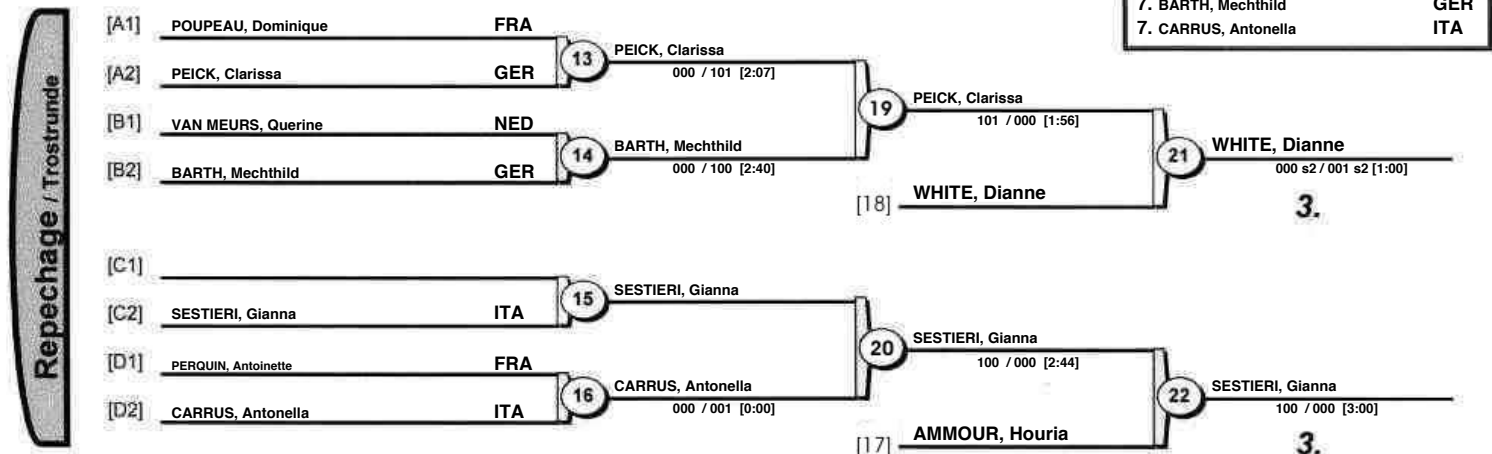 7. BARTH, Mechthild GER
7. CARRUS, Antonella ITA
Repechage / Trostrunde
[A1] POUPEAU, Dominique FRA
[A2] PEICK, Clarissa GER
13 PEICK, Clarissa
000 / 101 [2:07]
[B1] VAN MEURS, Querine NED
[B2] BARTH, Mechthild GER
14 BARTH, Mechthild
000 / 100 [2:40]
19 PEICK, Clarissa
101 / 000 [1:56]
[18] WHITE, Dianne
21 WHITE, Dianne
000 s2 / 001 s2 [1:00]
3.
[C1]
[C2] SESTIERI, Gianna ITA
15 SESTIERI, Gianna
[D1] PERQUIN, Antoinette FRA
[D2] CARRUS, Antonella ITA
16 CARRUS, Antonella
000 / 001 [0:00]
20 SESTIERI, Gianna
100 / 000 [2:44]
[17] AMMOUR, Houria
22 SESTIERI, Gianna
100 / 000 [3:00]
3.